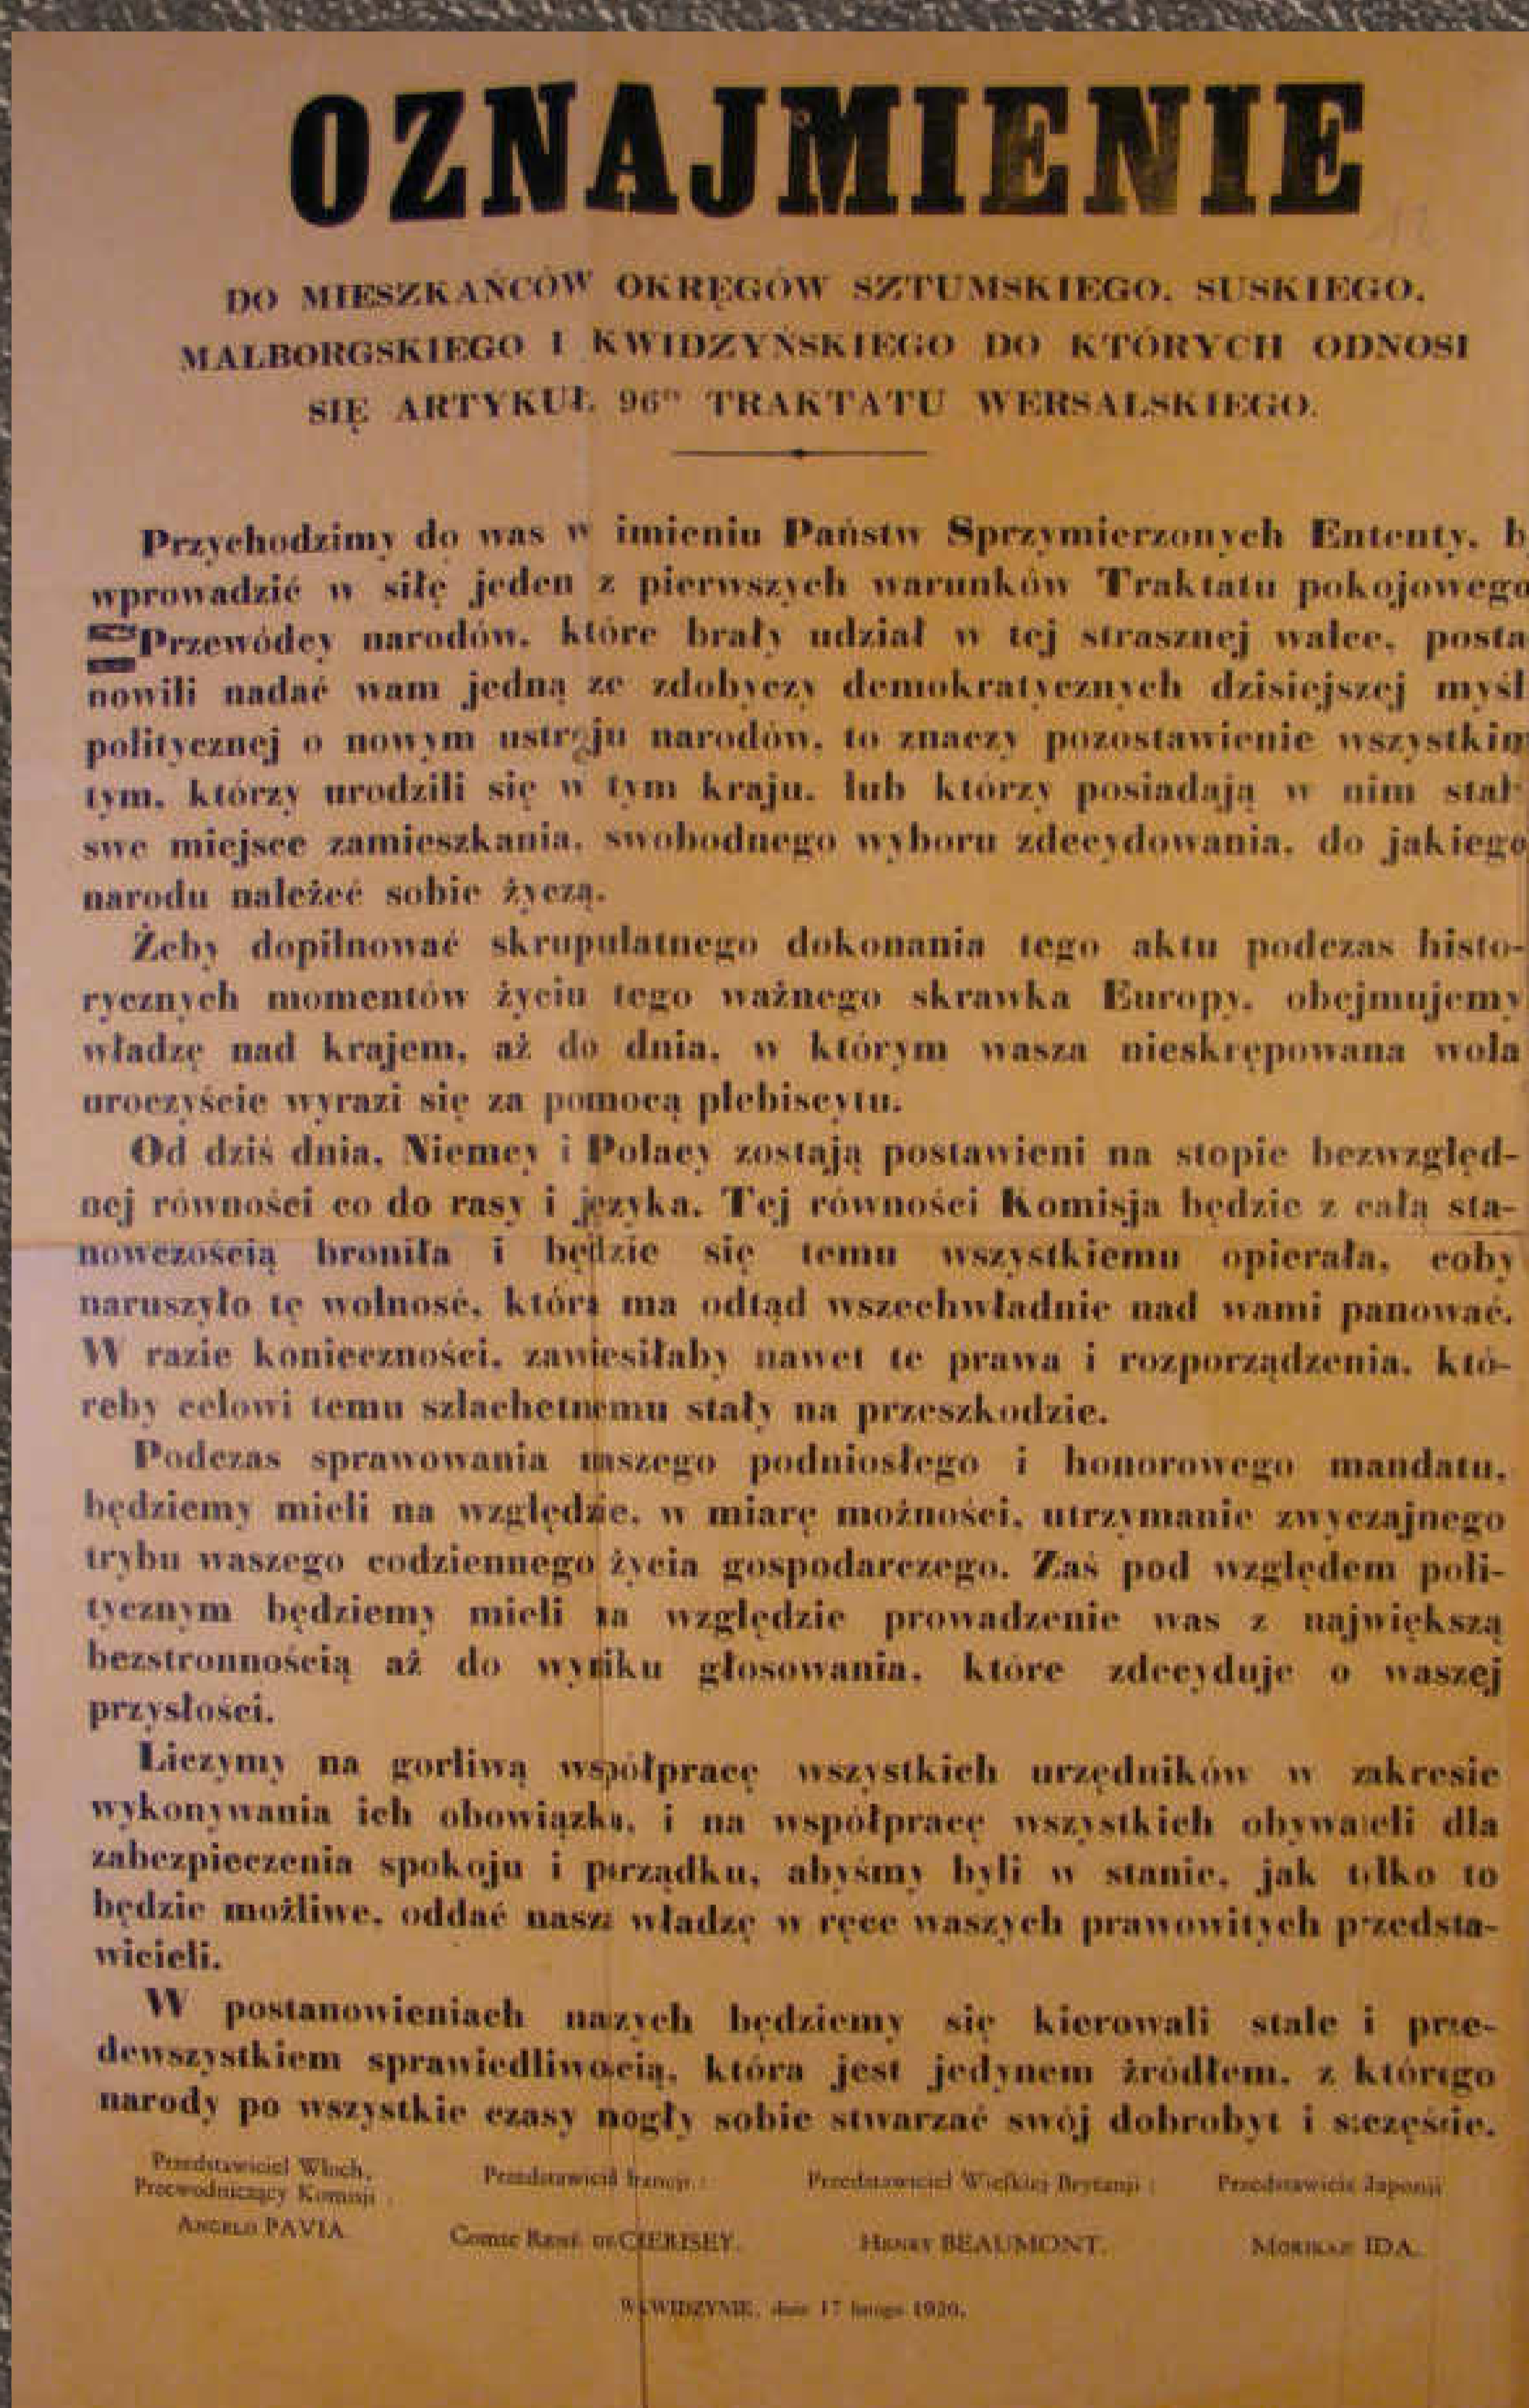 OZNAJMIENIE
DO MIESZKAŃCÓW OKRĘGÓW SZTUMSKIEGO, SUSKIEGO,
MALBORGSKIEGO I KWIDZYŃSKIEGO DO KTÓRYCH ODNOSI
SIĘ ARTYKUŁ 96ty TRAKTATU WERSALSKIEGO.
Przychodzimy do was w imieniu Państw Sprzymierzonych Ententy, b
wprowadzić w siłę jeden z pierwszych warunków Traktatu pokojowego
Przewódcy narodów, które brały udział w tej strasznej walce, posta
nowili nadać wam jedną ze zdobyczy demokratycznych dzisiejszej myśl
politycznej o nowym ustroju narodów, to znaczy pozostawienie wszystkim
tym, którzy urodzili się w tym kraju, lub którzy posiadają w nim stał
swe miejsce zamieszkania, swobodnego wyboru zdecydowania, do jakiego
narodu należeć sobie życzą.
Żeby dopilnować skrupulatnego dokonania tego aktu podczas histo-
rycznych momentów życiu tego ważnego skrawka Europy, obejmujemy
władzę nad krajem, aż do dnia, w którym wasza nieskrępowana wola
uroczyście wyrazi się za pomocą plebiscytu.
Od dziś dnia, Niemcy i Polacy zostają postawieni na stopie bezwzględ-
nej równości co do rasy i języka. Tej równości Komisja będzie z całą sta-
nowczością broniła i będzie się temu wszystkiemu opierała, coby
naruszyło tę wolnosć, która ma odtąd wszechwładnie nad wami panować.
W razie konieczności, zawiesiłaby nawet te prawa i rozporządzenia, któ-
reby celowi temu szlachetnemu stały na przeszkodzie.
Podczas sprawowania naszego podniosłego i honorowego mandatu,
będziemy mieli na względzie, w miarę możności, utrzymanie zwyczajnego
trybu waszego codziennego życia gospodarczego. Zaś pod względem poli-
tycznym będziemy mieli na względzie prowadzenie was z największą
bezstronnością aż do wyniku głosowania, które zdecyduje o waszej
przysłości.
Liczymy na gorliwą współpracę wszystkich urzędników w zakresie
wykonywania ich obowiązku, i na współpracę wszystkich obywateli dla
zabezpieczenia spokoju i porządku, abyśmy byli w stanie, jak tylko to
będzie możliwe, oddać naszą władzę w ręce waszych prawowitych przedsta-
wicieli.
W postanowieniach naszych będziemy się kierowali stale i prze-
dewszystkiem sprawiedliwością, która jest jedynem źródłem, z którego
narody po wszystkie czasy mogły sobie stwarzać swój dobrobyt i szczęście.
Przedstawiciel Włoch, Przedstawiciel Francji : Przedstawiciel Wielkiej Brytanji : Przedstawiciel Japonii
Przewodniczący Komisji :
ANGELO PAVIA. Comte RENÉ DE CHERISEY. HENRY BEAUMONT. MORIKAZ IDA.
W KWIDZYNIE, dnia 17 lutego 1920.